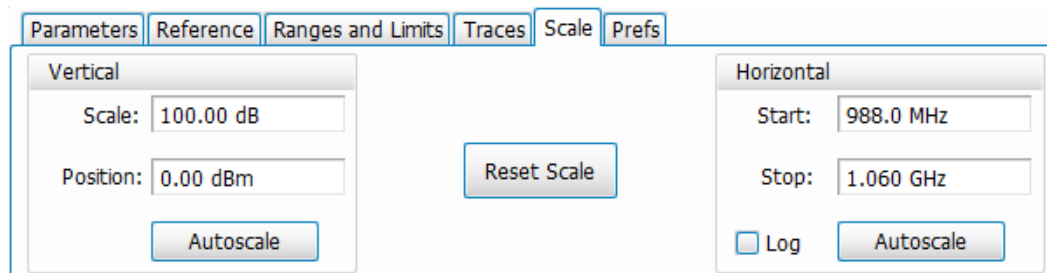 Parameters Reference Ranges and Limits Traces Scale Prefs
Vertical
Scale: 100.00 dB
Position: 0.00 dBm
Autoscale
Reset Scale
Horizontal
Start: 988.0 MHz
Stop: 1.060 GHz
Log Autoscale